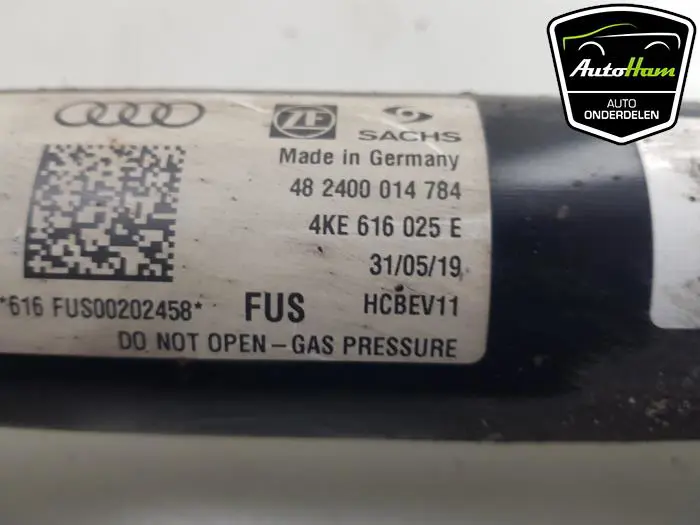 AutoHam
AUTO
ONDERDELEN
ZF
SACHS
Made in Germany
48 2400 014 784
4KE 616 025 E
31/05/19
*616 FUS00202458* FUS HCBEV11
DO NOT OPEN – GAS PRESSURE